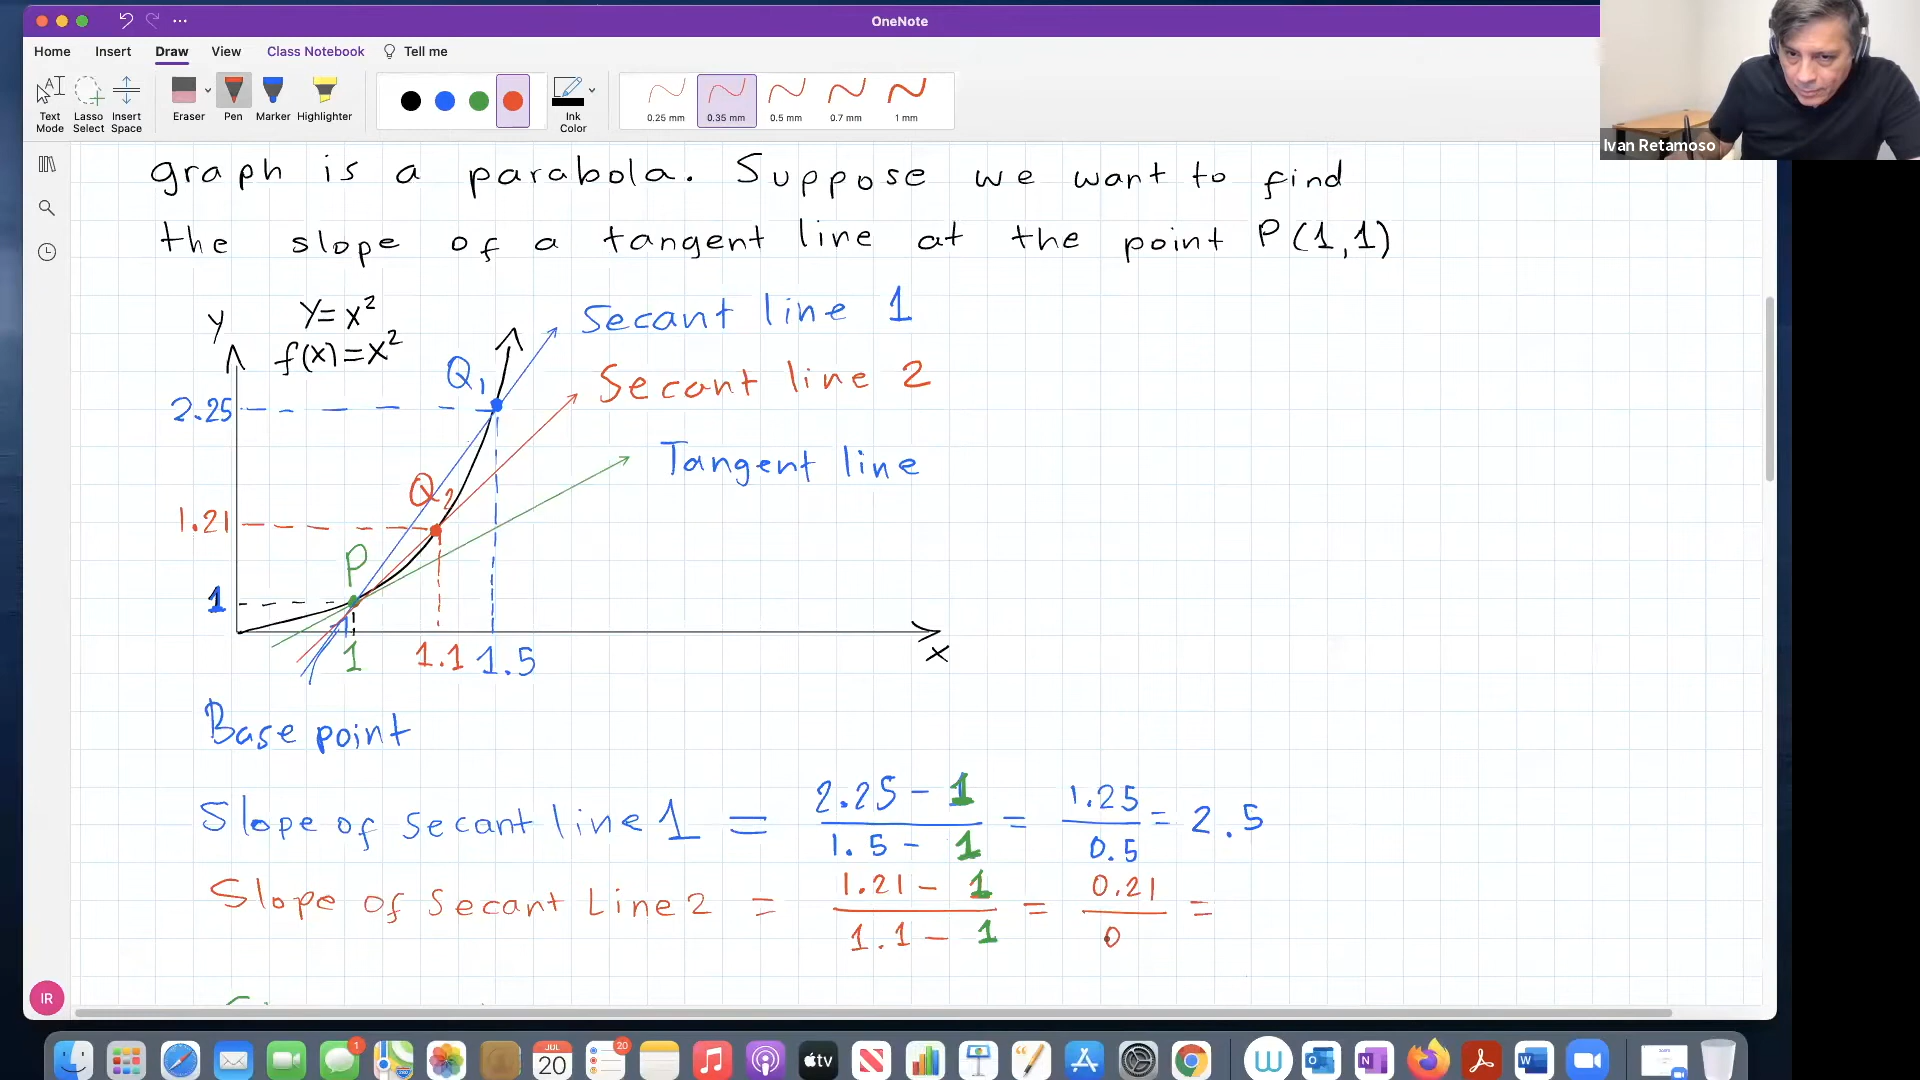 OneNote
Home Insert Draw View Class Notebook Tell me
Text Mode Lasso Select Insert Space Eraser Pen Marker Highlighter Ink Color 0.25 mm 0.35 mm 0.5 mm 0.7 mm 1 mm
Ivan Retamoso
graph is a parabola. Suppose we want to find
the slope of a tangent line at the point P(1,1)
y y=x²
f(x)=x²
Secant line 1
Q₁
Secant line 2
2.25
Tangent line
Q₂
1.21
P
1
1 1.1 1.5 x
Base point
Slope of secant line 1 = (2.25 - 1)/(1.5 - 1) = 1.25/0.5 = 2.5
Slope of Secant Line 2 = (1.21 - 1)/(1.1 - 1) = 0.21/0 =
IR
1 JUL 20 20 tv